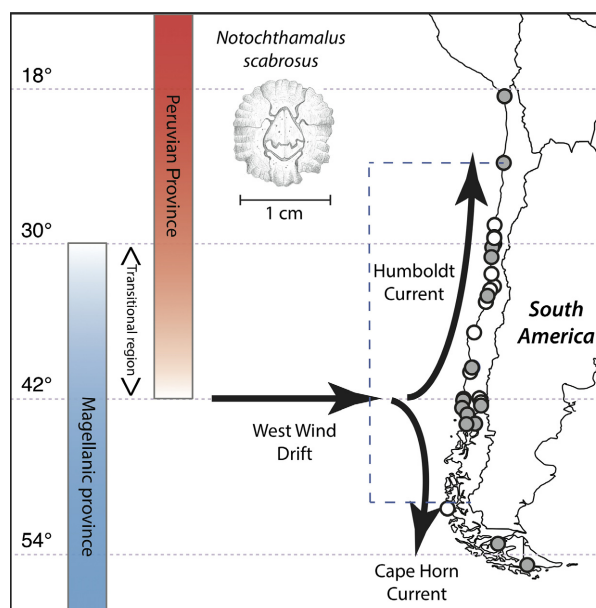 Notochthamalus
scabrosus
1 cm
18°
30°
42°
54°
Peruvian Province
Magellanic province
< Transitional region >
Humboldt
Current
South
America
West Wind
Drift
Cape Horn
Current